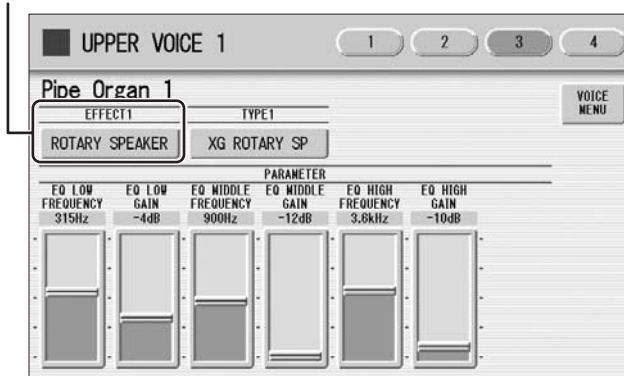 UPPER VOICE 1
1 2 3 4
Pipe Organ 1
VOICE
MENU
EFFECT1 TYPE1
ROTARY SPEAKER XG ROTARY SP
PARAMETER
EQ LOW EQ LOW EQ MIDDLE EQ MIDDLE EQ HIGH EQ HIGH
FREQUENCY GAIN FREQUENCY GAIN FREQUENCY GAIN
315Hz -4dB 900Hz -12dB 3.6kHz -10dB